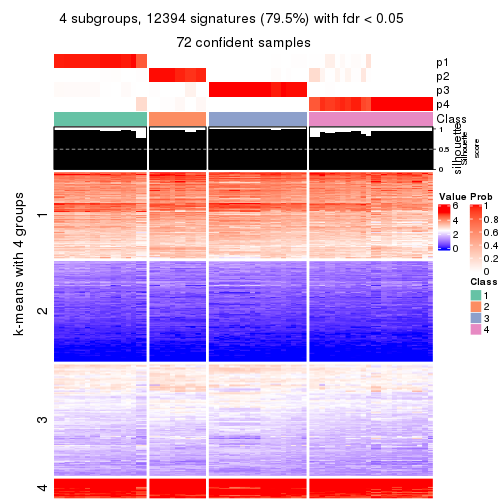 4 subgroups, 12394 signatures (79.5%) with fdr < 0.05
72 confident samples
p1
p2
p3
p4
Class
silhouette
Silhouette
score
1
0.5
0
k-means with 4 groups
1
2
3
4
Value
6
4
2
0
Prob
1
0.8
0.6
0.4
0.2
0
Class
1
2
3
4